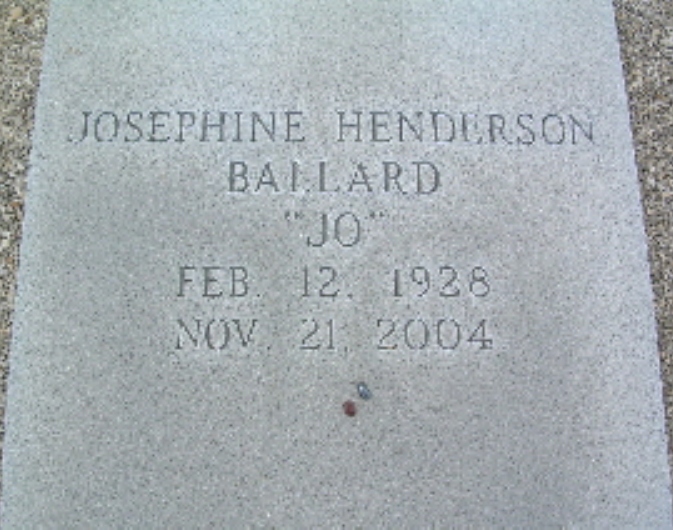 JOSEPHINE HENDERSON
BALLARD
"JO"
FEB. 12, 1928
NOV. 21, 2004